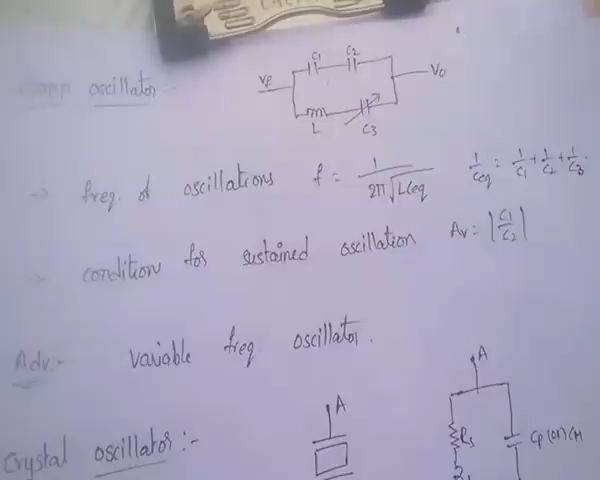 oscillator :-
C1 C2
Vf Vo
L C3
→ freq. of oscillations f = 1/2π√LCeq 1/Ceq = 1/C1 + 1/C2 + 1/C3.
→ condition for sustained oscillation Av = |C1/C2|
Adv:- variable freq. oscillator.
Crystal oscillator :-
A A
Rs Cp (or) CM